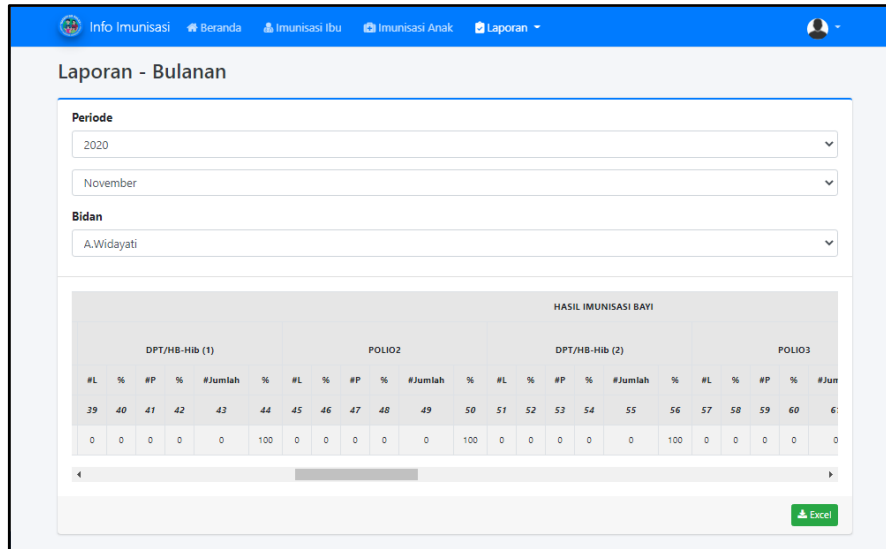 Info Imunisasi Beranda Imunisasi Ibu Imunisasi Anak Laporan
Laporan - Bulanan
Periode
2020
November
Bidan
A.Widayati
HASIL IMUNISASI BAYI
DPT/HB-Hib (1) POLIO2 DPT/HB-Hib (2) POLIO3
#L % #P % #Jumlah % #L % #P % #Jumlah % #L % #P % #Jumlah % #L % #P % #Jum
39 40 41 42 43 44 45 46 47 48 49 50 51 52 53 54 55 56 57 58 59 60
0 0 0 0 0 100 0 0 0 0 0 100 0 0 0 0 0 100 0 0 0 0 0
Excel